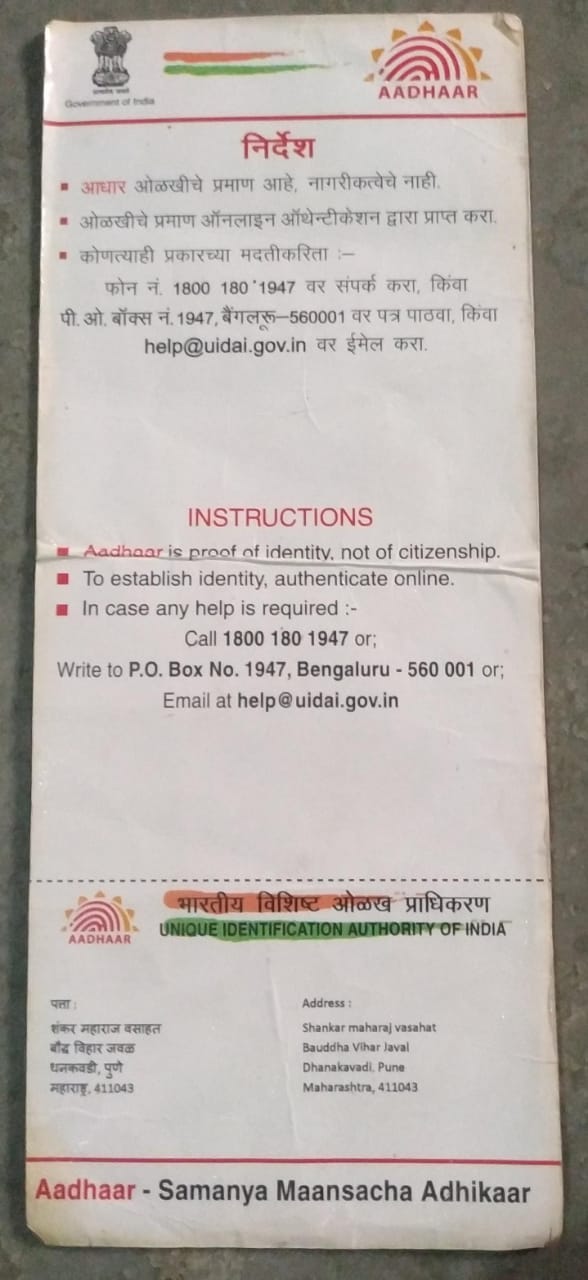 Government of India
AADHAAR
निर्देश
▪ आधार ओळखीचे प्रमाण आहे, नागरीकत्वेचे नाही.
▪ ओळखीचे प्रमाण ऑनलाइन ऑथेन्टीकेशन द्वारा प्राप्त करा.
▪ कोणत्याही प्रकारच्या मदतीकरिता :–
फोन नं. 1800 180 1947 वर संपर्क करा, किंवा
पी. ओ. बॉक्स नं. 1947, बैंगलूरू–560001 वर पत्र पाठवा, किंवा
help@uidai.gov.in वर ईमेल करा.
INSTRUCTIONS
▪ Aadhaar is proof of identity, not of citizenship.
▪ To establish identity, authenticate online.
▪ In case any help is required :-
Call 1800 180 1947 or;
Write to P.O. Box No. 1947, Bengaluru - 560 001 or;
Email at help@uidai.gov.in
AADHAAR
भारतीय विशिष्ट ओळख प्राधिकरण
UNIQUE IDENTIFICATION AUTHORITY OF INDIA
पत्ता :
शंकर महाराज वसाहत
बौद्ध विहार जवळ
धनकवडी, पुणे
महाराष्ट्र, 411043
Address :
Shankar maharaj vasahat
Bauddha Vihar Javal
Dhanakavadi, Pune
Maharashtra, 411043
Aadhaar - Samanya Maansacha Adhikaar